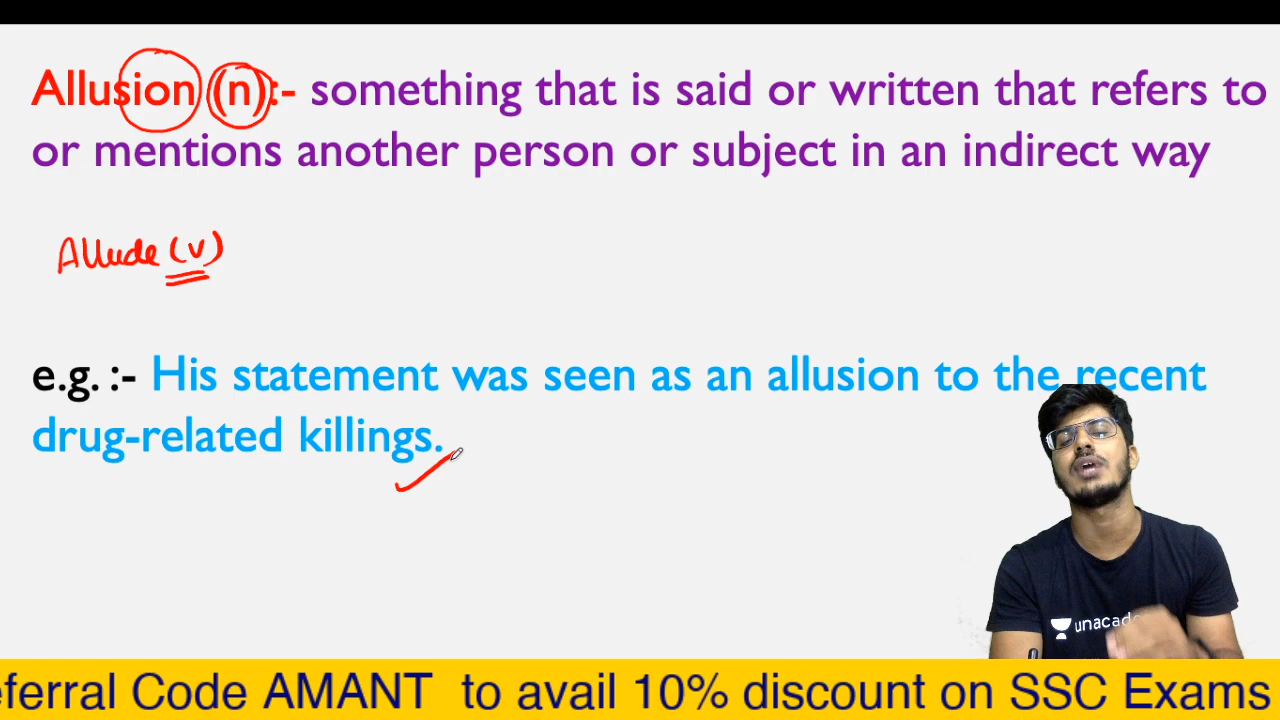 Allusion (n):- something that is said or written that refers to
or mentions another person or subject in an indirect way
Allude (v)
e.g. :- His statement was seen as an allusion to the recent
drug-related killings.
unacade
eferral Code AMANT to avail 10% discount on SSC Exams